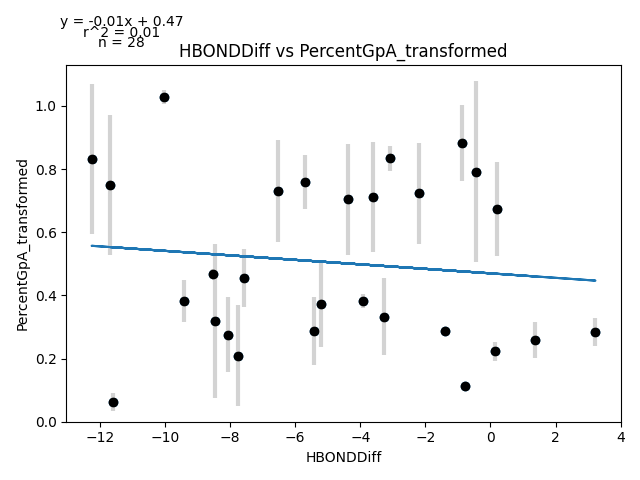 y = -0.01x + 0.47
r^2 = 0.01
n = 28
HBONDDiff vs PercentGpA_transformed
1.0
0.8
0.6
0.4
0.2
0.0
PercentGpA_transformed
−12 −10 −8 −6 −4 −2 0 2 4
HBONDDiff